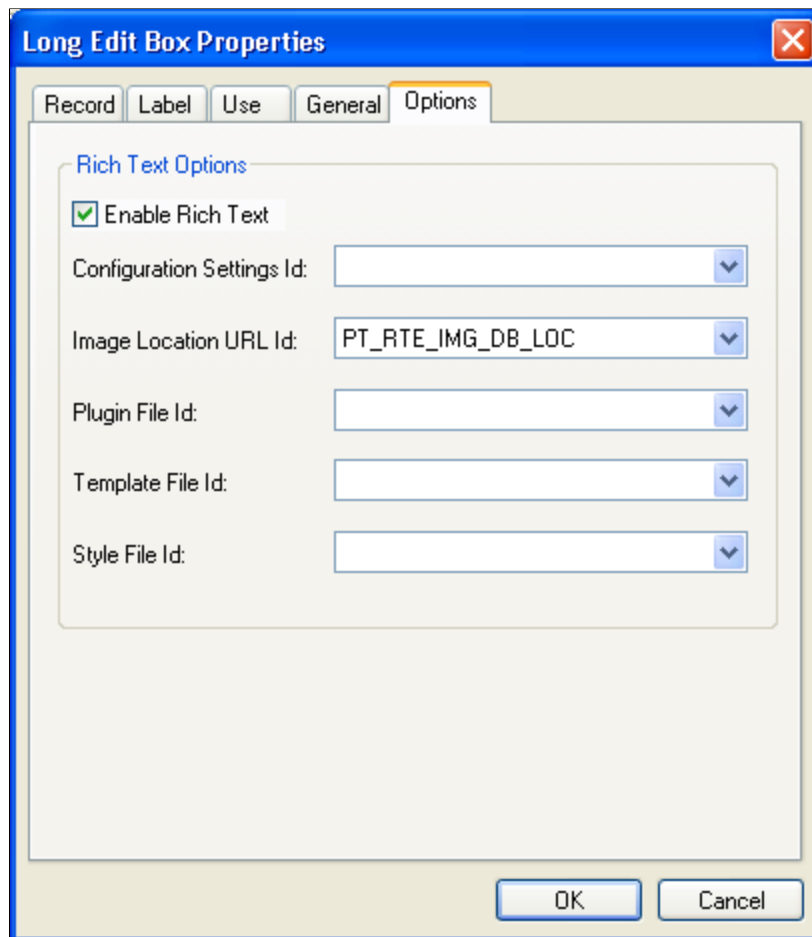 Long Edit Box Properties
Record Label Use General Options
Rich Text Options
Enable Rich Text
Configuration Settings Id:
Image Location URL Id: PT_RTE_IMG_DB_LOC
Plugin File Id:
Template File Id:
Style File Id:
OK Cancel